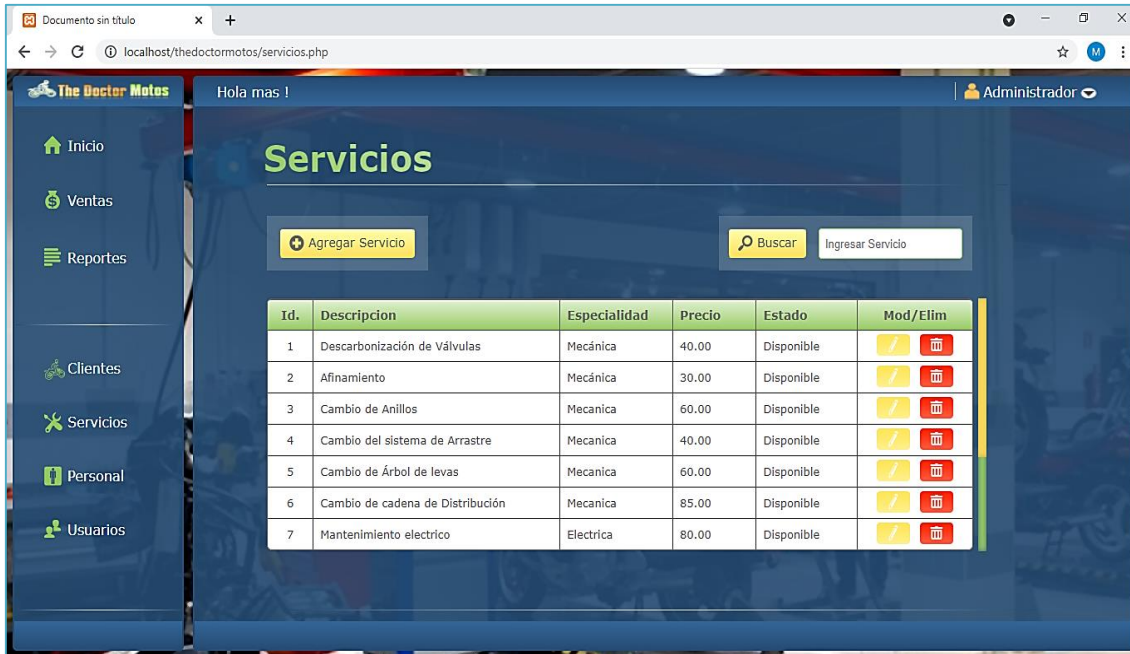 Documento sin título
localhost/thedoctormotos/servicios.php
M
The Doctor Motos
Hola mas !
Administrador
Inicio
Ventas
Reportes
Clientes
Servicios
Personal
Usuarios
Servicios
Agregar Servicio
Buscar
Ingresar Servicio
Id. Descripcion Especialidad Precio Estado Mod/Elim
1 Descarbonización de Válvulas Mecánica 40.00 Disponible
2 Afinamiento Mecánica 30.00 Disponible
3 Cambio de Anillos Mecanica 60.00 Disponible
4 Cambio del sistema de Arrastre Mecanica 40.00 Disponible
5 Cambio de Árbol de levas Mecanica 60.00 Disponible
6 Cambio de cadena de Distribución Mecanica 85.00 Disponible
7 Mantenimiento electrico Electrica 80.00 Disponible